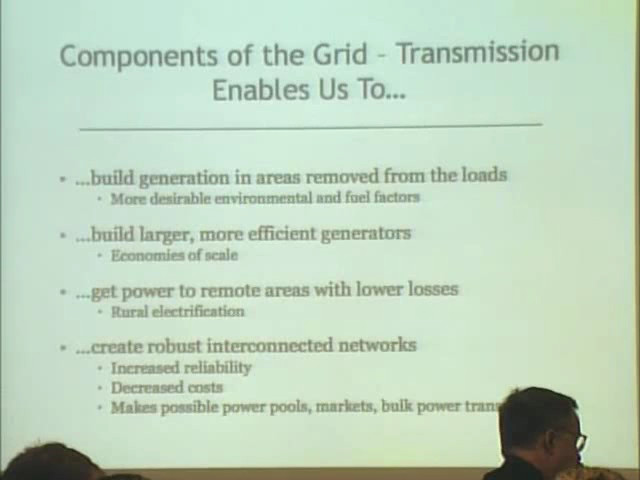 Components of the Grid – Transmission
Enables Us To...
• ...build generation in areas removed from the loads
• More desirable environmental and fuel factors
• ...build larger, more efficient generators
• Economies of scale
• ...get power to remote areas with lower losses
• Rural electrification
• ...create robust interconnected networks
• Increased reliability
• Decreased costs
• Makes possible power pools, markets, bulk power